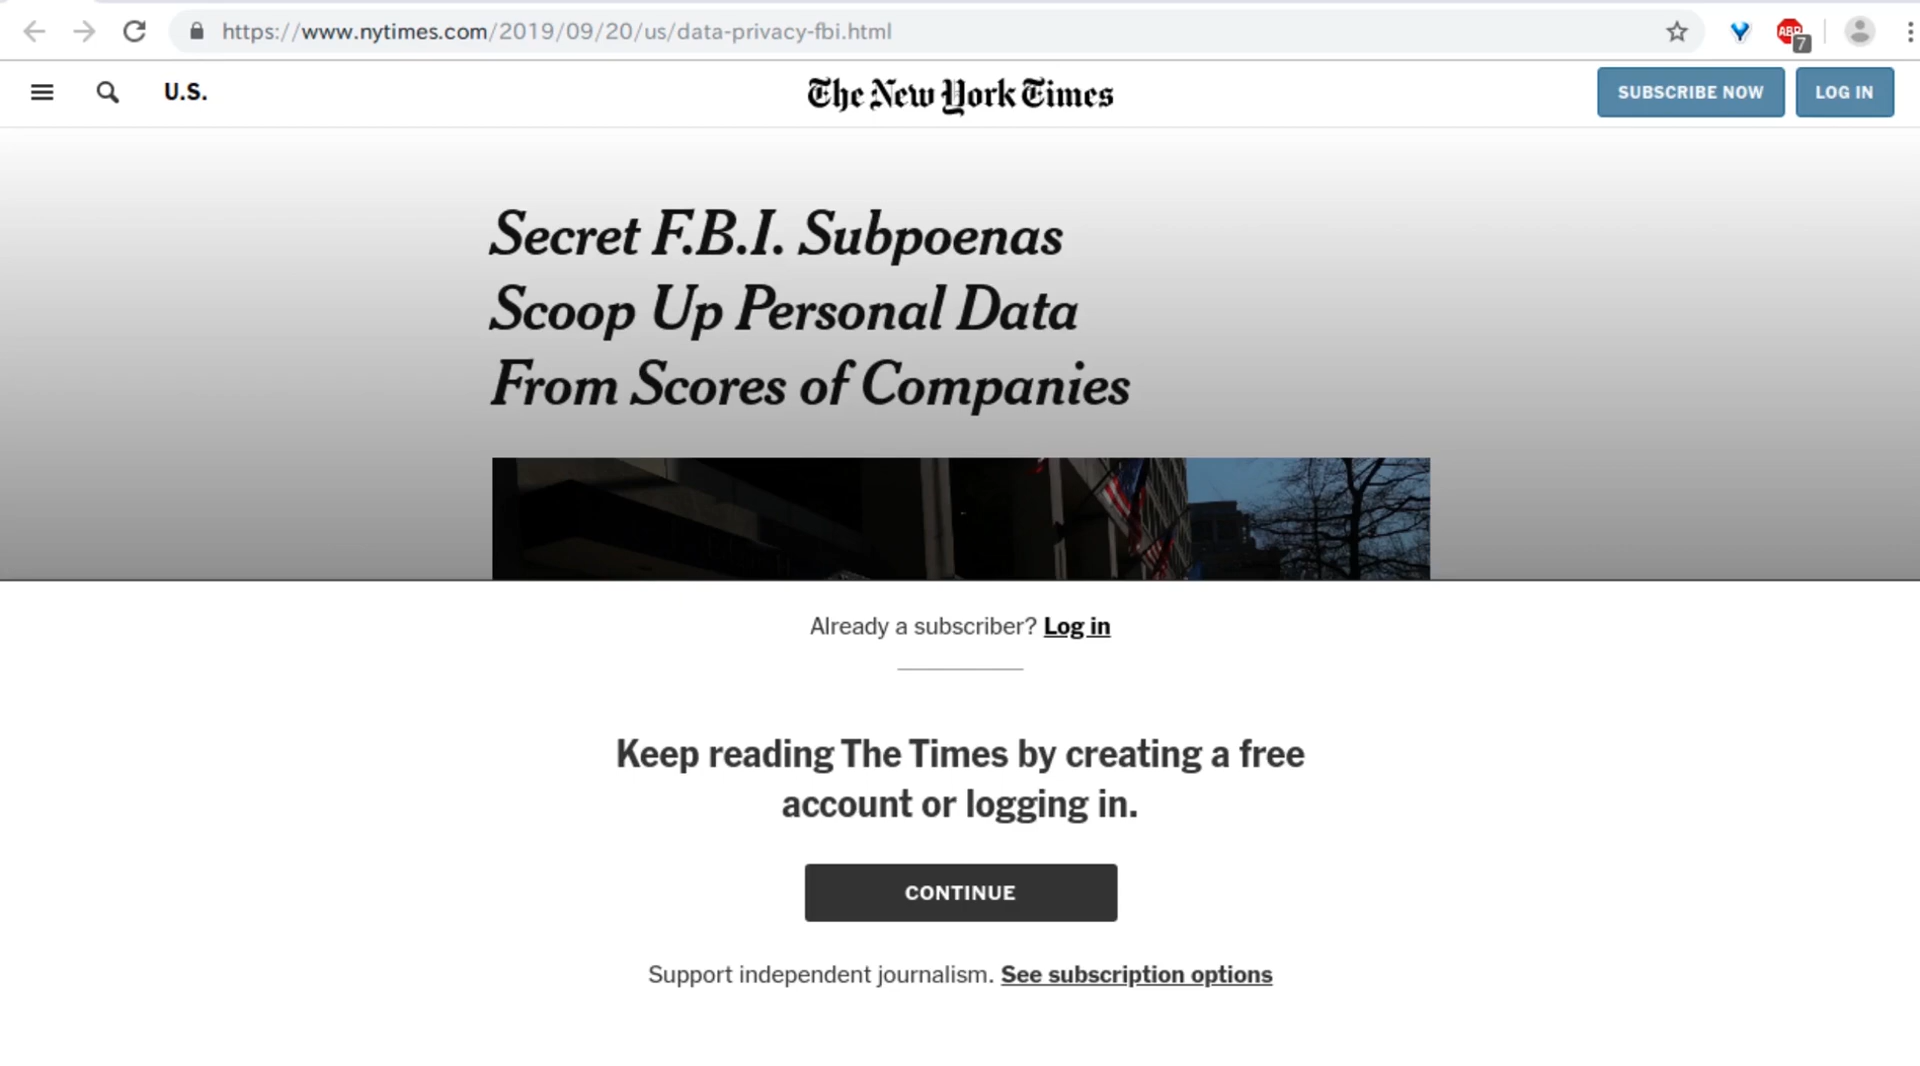 https://www.nytimes.com/2019/09/20/us/data-privacy-fbi.html
ABP
7
U.S.
The New York Times
SUBSCRIBE NOW
LOG IN
Secret F.B.I. Subpoenas
Scoop Up Personal Data
From Scores of Companies
Already a subscriber? Log in
Keep reading The Times by creating a free
account or logging in.
CONTINUE
Support independent journalism. See subscription options